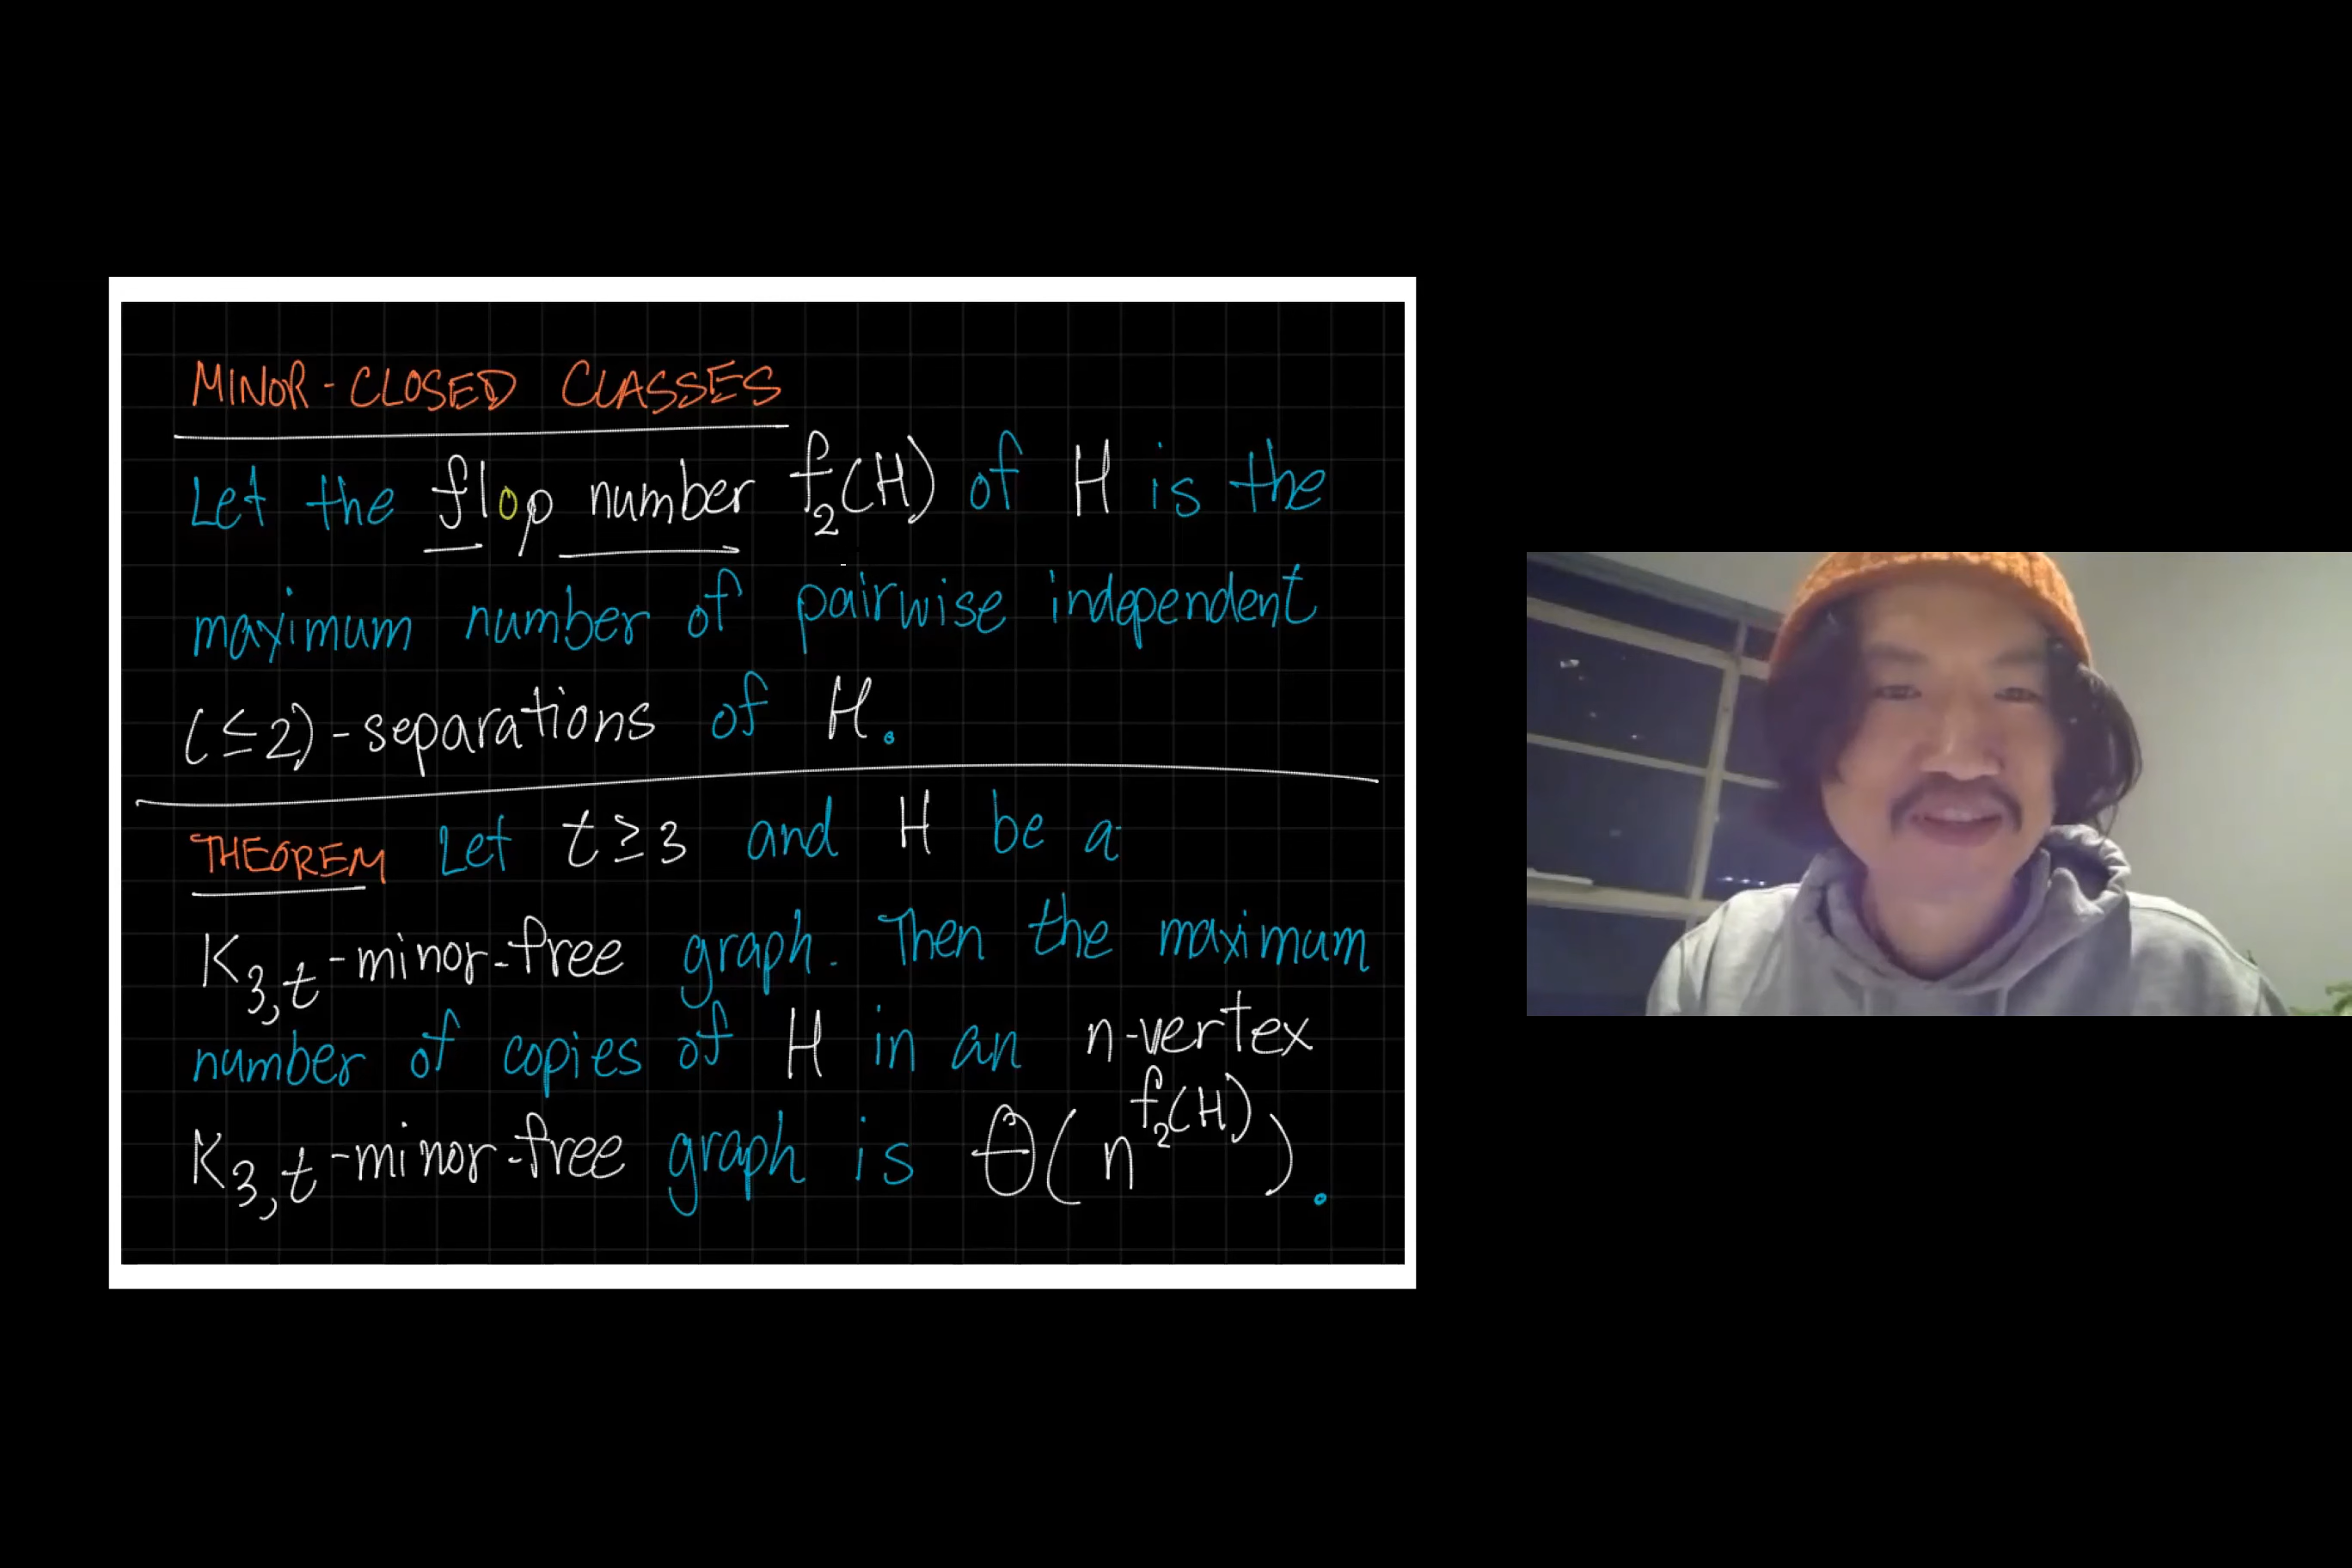 MINOR-CLOSED CLASSES
Let the flop number f₂(H) of H is the
maximum number of pairwise independent
(≤2)-separations of H.
THEOREM Let t≥3 and H be a
K₃,ₜ-minor-free graph. Then the maximum
number of copies of H in an n-vertex
K₃,ₜ-minor-free graph is Θ(n^f₂(H)).